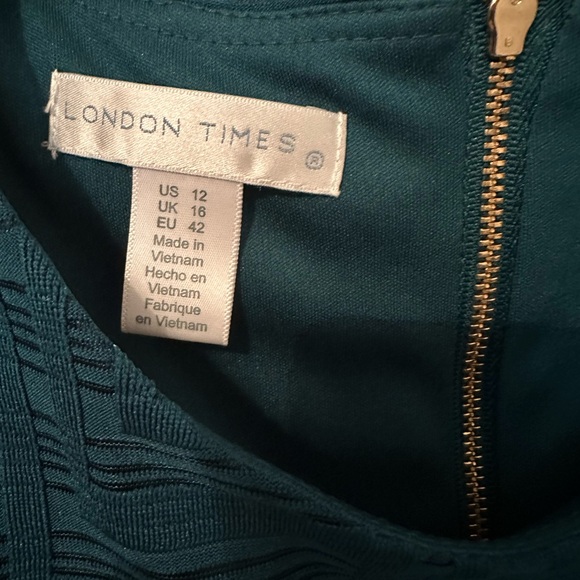 LONDON TIMES ®
US 12
UK 16
EU 42
Made in
Vietnam
Hecho en
Vietnam
Fabrique
en Vietnam